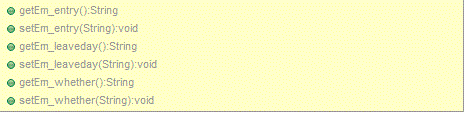 getEm_entry():String
setEm_entry(String):void
getEm_leaveday():String
setEm_leaveday(String):void
getEm_whether():String
setEm_whether(String):void